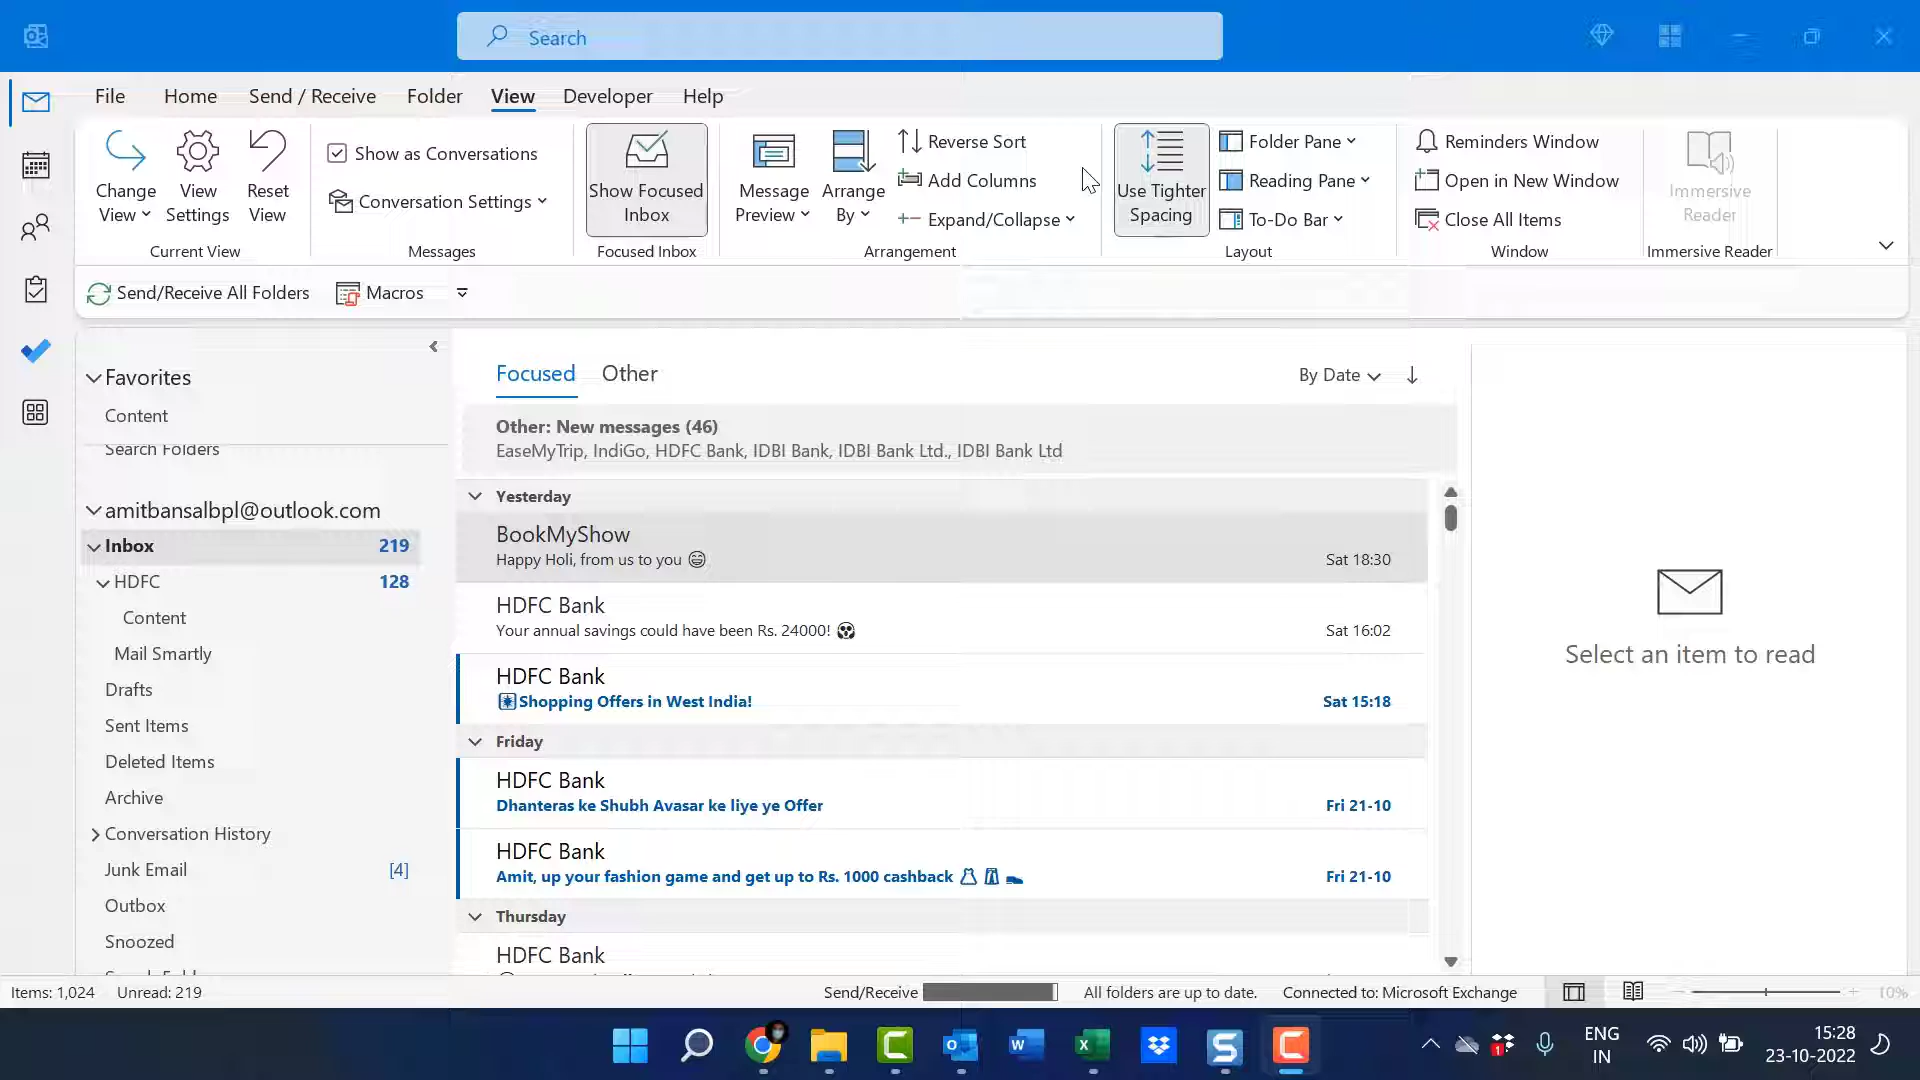 Search
File Home Send / Receive Folder View Developer Help
Change View
View Settings
Reset View
Current View
Show as Conversations
Conversation Settings
Messages
Show Focused Inbox
Focused Inbox
Message Preview
Arrange By
Reverse Sort
Add Columns
Expand/Collapse
Arrangement
Use Tighter Spacing
Folder Pane
Reading Pane
To-Do Bar
Layout
Reminders Window
Open in New Window
Close All Items
Window
Immersive Reader
Immersive Reader
Send/Receive All Folders Macros
Favorites
Content
Search Folders
amitbansalbpl@outlook.com
Inbox 219
HDFC 128
Content
Mail Smartly
Drafts
Sent Items
Deleted Items
Archive
Conversation History
Junk Email [4]
Outbox
Snoozed
Focused Other By Date
Other: New messages (46)
EaseMyTrip, IndiGo, HDFC Bank, IDBI Bank, IDBI Bank Ltd., IDBI Bank Ltd
Yesterday
BookMyShow
Happy Holi, from us to you 😄 Sat 18:30
HDFC Bank
Your annual savings could have been Rs. 24000! 😱 Sat 16:02
HDFC Bank
Shopping Offers in West India! Sat 15:18
Friday
HDFC Bank
Dhanteras ke Shubh Avasar ke liye ye Offer Fri 21-10
HDFC Bank
Amit, up your fashion game and get up to Rs. 1000 cashback Fri 21-10
Thursday
HDFC Bank
Select an item to read
Items: 1,024 Unread: 219 Send/Receive All folders are up to date. Connected to: Microsoft Exchange 10%
ENG
IN
15:28
23-10-2022